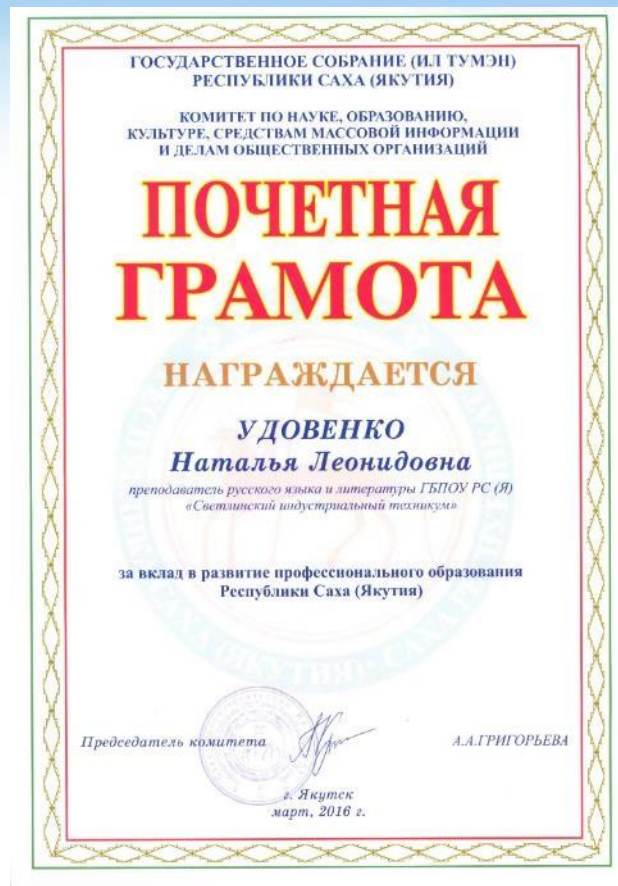 ГОСУДАРСТВЕННОЕ СОБРАНИЕ (ИЛ ТУМЭН)
РЕСПУБЛИКИ САХА (ЯКУТИЯ)
КОМИТЕТ ПО НАУКЕ, ОБРАЗОВАНИЮ,
КУЛЬТУРЕ, СРЕДСТВАМ МАССОВОЙ ИНФОРМАЦИИ
И ДЕЛАМ ОБЩЕСТВЕННЫХ ОРГАНИЗАЦИЙ
ПОЧЕТНАЯ
ГРАМОТА
НАГРАЖДАЕТСЯ
УДОВЕНКО
Наталья Леонидовна
преподаватель русского языка и литературы ГБПОУ РС (Я)
«Светлинский индустриальный техникум»
за вклад в развитие профессионального образования
Республики Саха (Якутия)
Председатель комитета
А.А.ГРИГОРЬЕВА
г. Якутск
март, 2016 г.